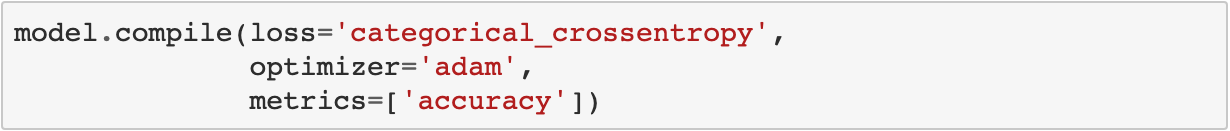 model.compile(loss='categorical_crossentropy',
              optimizer='adam',
              metrics=['accuracy'])